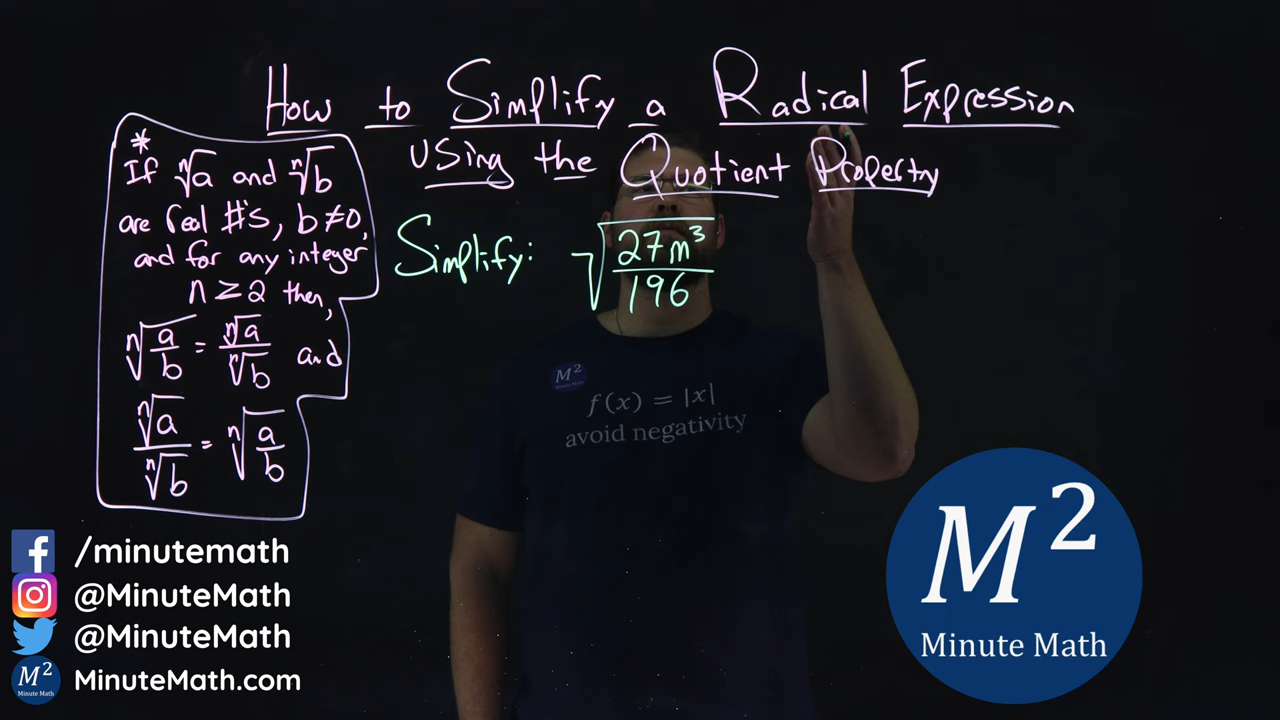 How to Simplify a Radical Expression
using the Quotient Property
*
If ⁿ√a and ⁿ√b
are real #'s, b ≠ 0,
and for any integer
n ≥ 2 then,
ⁿ√(a/b) = ⁿ√a/ⁿ√b and
ⁿ√a/ⁿ√b = ⁿ√(a/b)
Simplify: √(27m³/196)
M²
Minute Math
f(x) = |x|
avoid negativity
/minutemath
@MinuteMath
@MinuteMath
M² Minute Math MinuteMath.com
M²
Minute Math